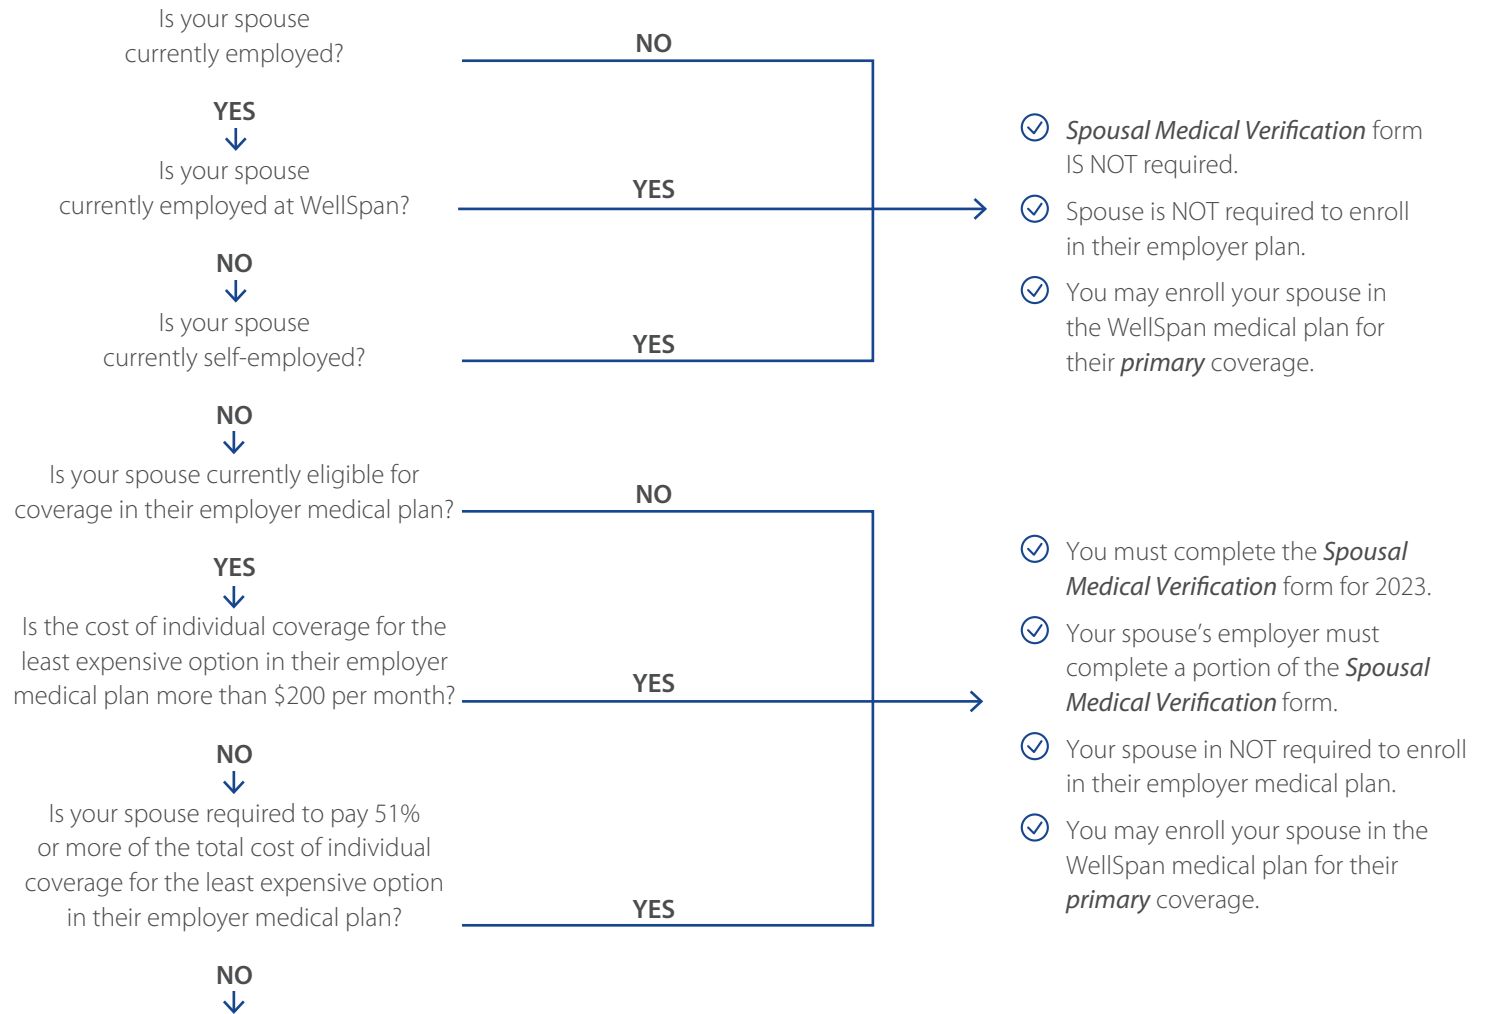 Is your spouse
currently employed?
NO
YES
Is your spouse
currently employed at WellSpan?
YES
NO
Is your spouse
currently self-employed?
YES
Spousal Medical Verification form
IS NOT required.
Spouse is NOT required to enroll
in their employer plan.
You may enroll your spouse in
the WellSpan medical plan for
their primary coverage.
NO
Is your spouse currently eligible for
coverage in their employer medical plan?
NO
YES
Is the cost of individual coverage for the
least expensive option in their employer
medical plan more than $200 per month?
YES
NO
Is your spouse required to pay 51%
or more of the total cost of individual
coverage for the least expensive option
in their employer medical plan?
YES
NO
You must complete the Spousal
Medical Verification form for 2023.
Your spouse’s employer must
complete a portion of the Spousal
Medical Verification form.
Your spouse in NOT required to enroll
in their employer medical plan.
You may enroll your spouse in the
WellSpan medical plan for their
primary coverage.